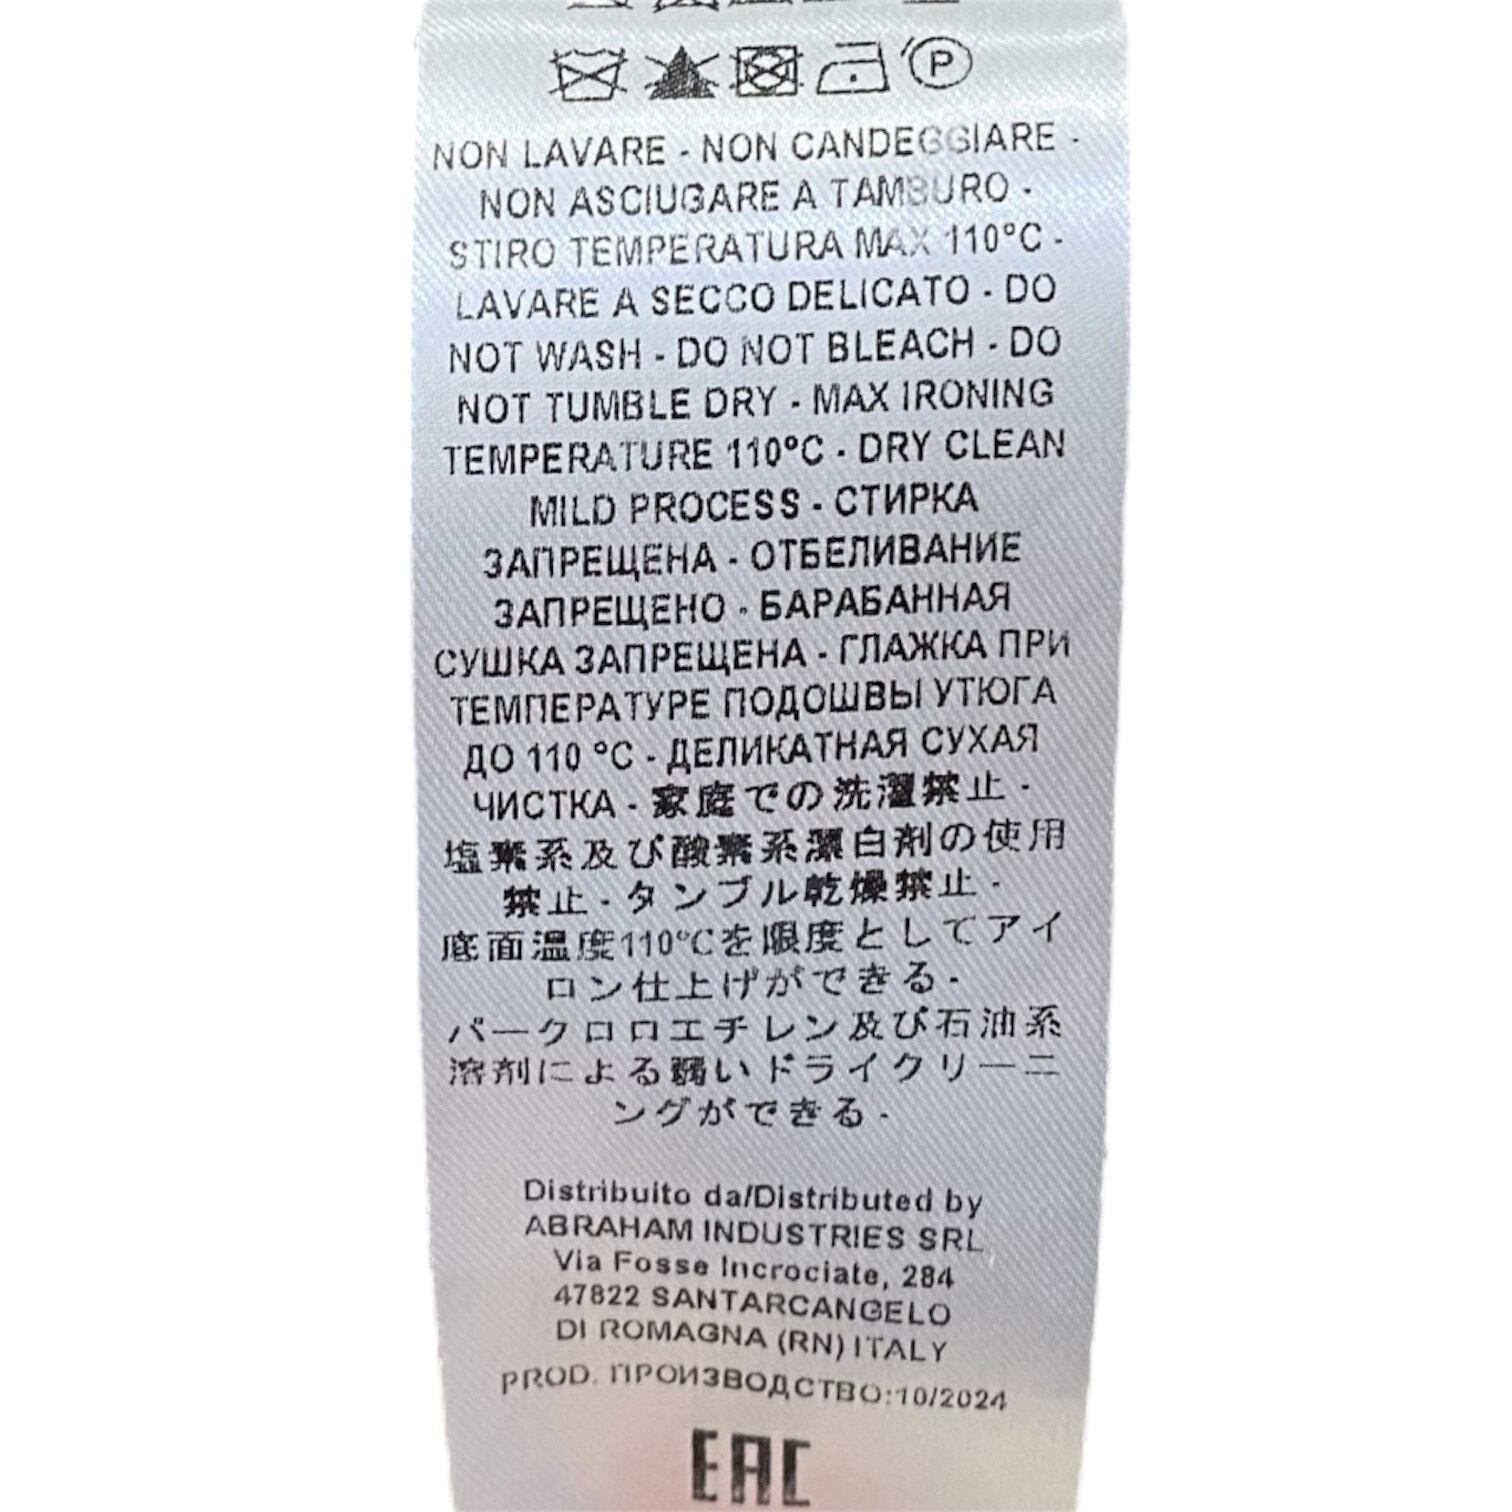 P
NON LAVARE - NON CANDEGGIARE -
NON ASCIUGARE A TAMBURO -
STIRO TEMPERATURA MAX 110°C -
LAVARE A SECCO DELICATO - DO
NOT WASH - DO NOT BLEACH - DO
NOT TUMBLE DRY - MAX IRONING
TEMPERATURE 110°C - DRY CLEAN
MILD PROCESS - СТИРКА
ЗАПРЕЩЕНА - ОТБЕЛИВАНИЕ
ЗАПРЕЩЕНО - БАРАБАННАЯ
СУШКА ЗАПРЕЩЕНА - ГЛАЖКА ПРИ
ТЕМПЕРАТУРЕ ПОДОШВЫ УТЮГА
ДО 110 °C - ДЕЛИКАТНАЯ СУХАЯ
ЧИСТКА - 家庭での洗濯禁止 -
塩素系及び酸素系漂白剤の使用
禁止 - タンブル乾燥禁止 -
底面温度110℃を限度としてアイ
ロン仕上げができる -
パークロロエチレン及び石油系
溶剤による弱いドライクリーニ
ングができる -
Distribuito da/Distributed by
ABRAHAM INDUSTRIES SRL
Via Fosse Incrociate, 284
47822 SANTARCANGELO
DI ROMAGNA (RN) ITALY
PROD. ПРОИЗВОДСТВО:10/2024
EAC